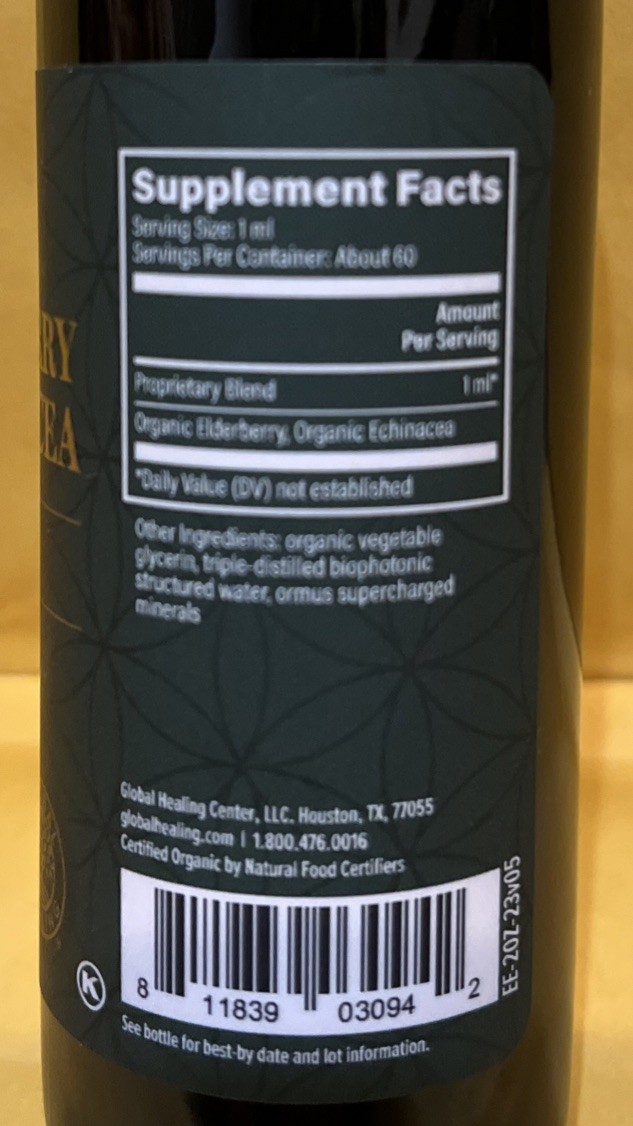 Supplement Facts
Serving Size: 1 ml
Servings Per Container: About 60
Amount
Per Serving
Proprietary Blend 1 ml*
Organic Elderberry, Organic Echinacea
*Daily Value (DV) not established
Other Ingredients: organic vegetable
glycerin, triple-distilled biophotonic
structured water, ormus supercharged
minerals
RY
EA
Global Healing Center, LLC. Houston, TX, 77055
globalhealing.com | 1.800.476.0016
Certified Organic by Natural Food Certifiers
8 11839 03094 2
EE-2OZ-23v05
K
See bottle for best-by date and lot information.